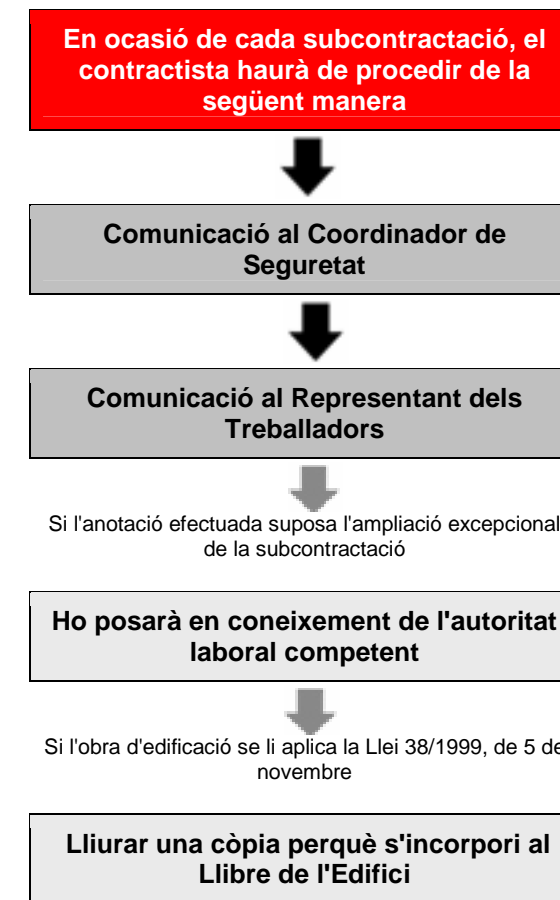 En ocasió de cada subcontractació, el
contractista haurà de procedir de la
següent manera
Comunicació al Coordinador de
Seguretat
Comunicació al Representant dels
Treballadors
Si l'anotació efectuada suposa l'ampliació excepcional
de la subcontractació
Ho posarà en coneixement de l'autoritat
laboral competent
Si l'obra d'edificació se li aplica la Llei 38/1999, de 5 de
novembre
Lliurar una còpia perquè s'incorpori al
Llibre de l'Edifici